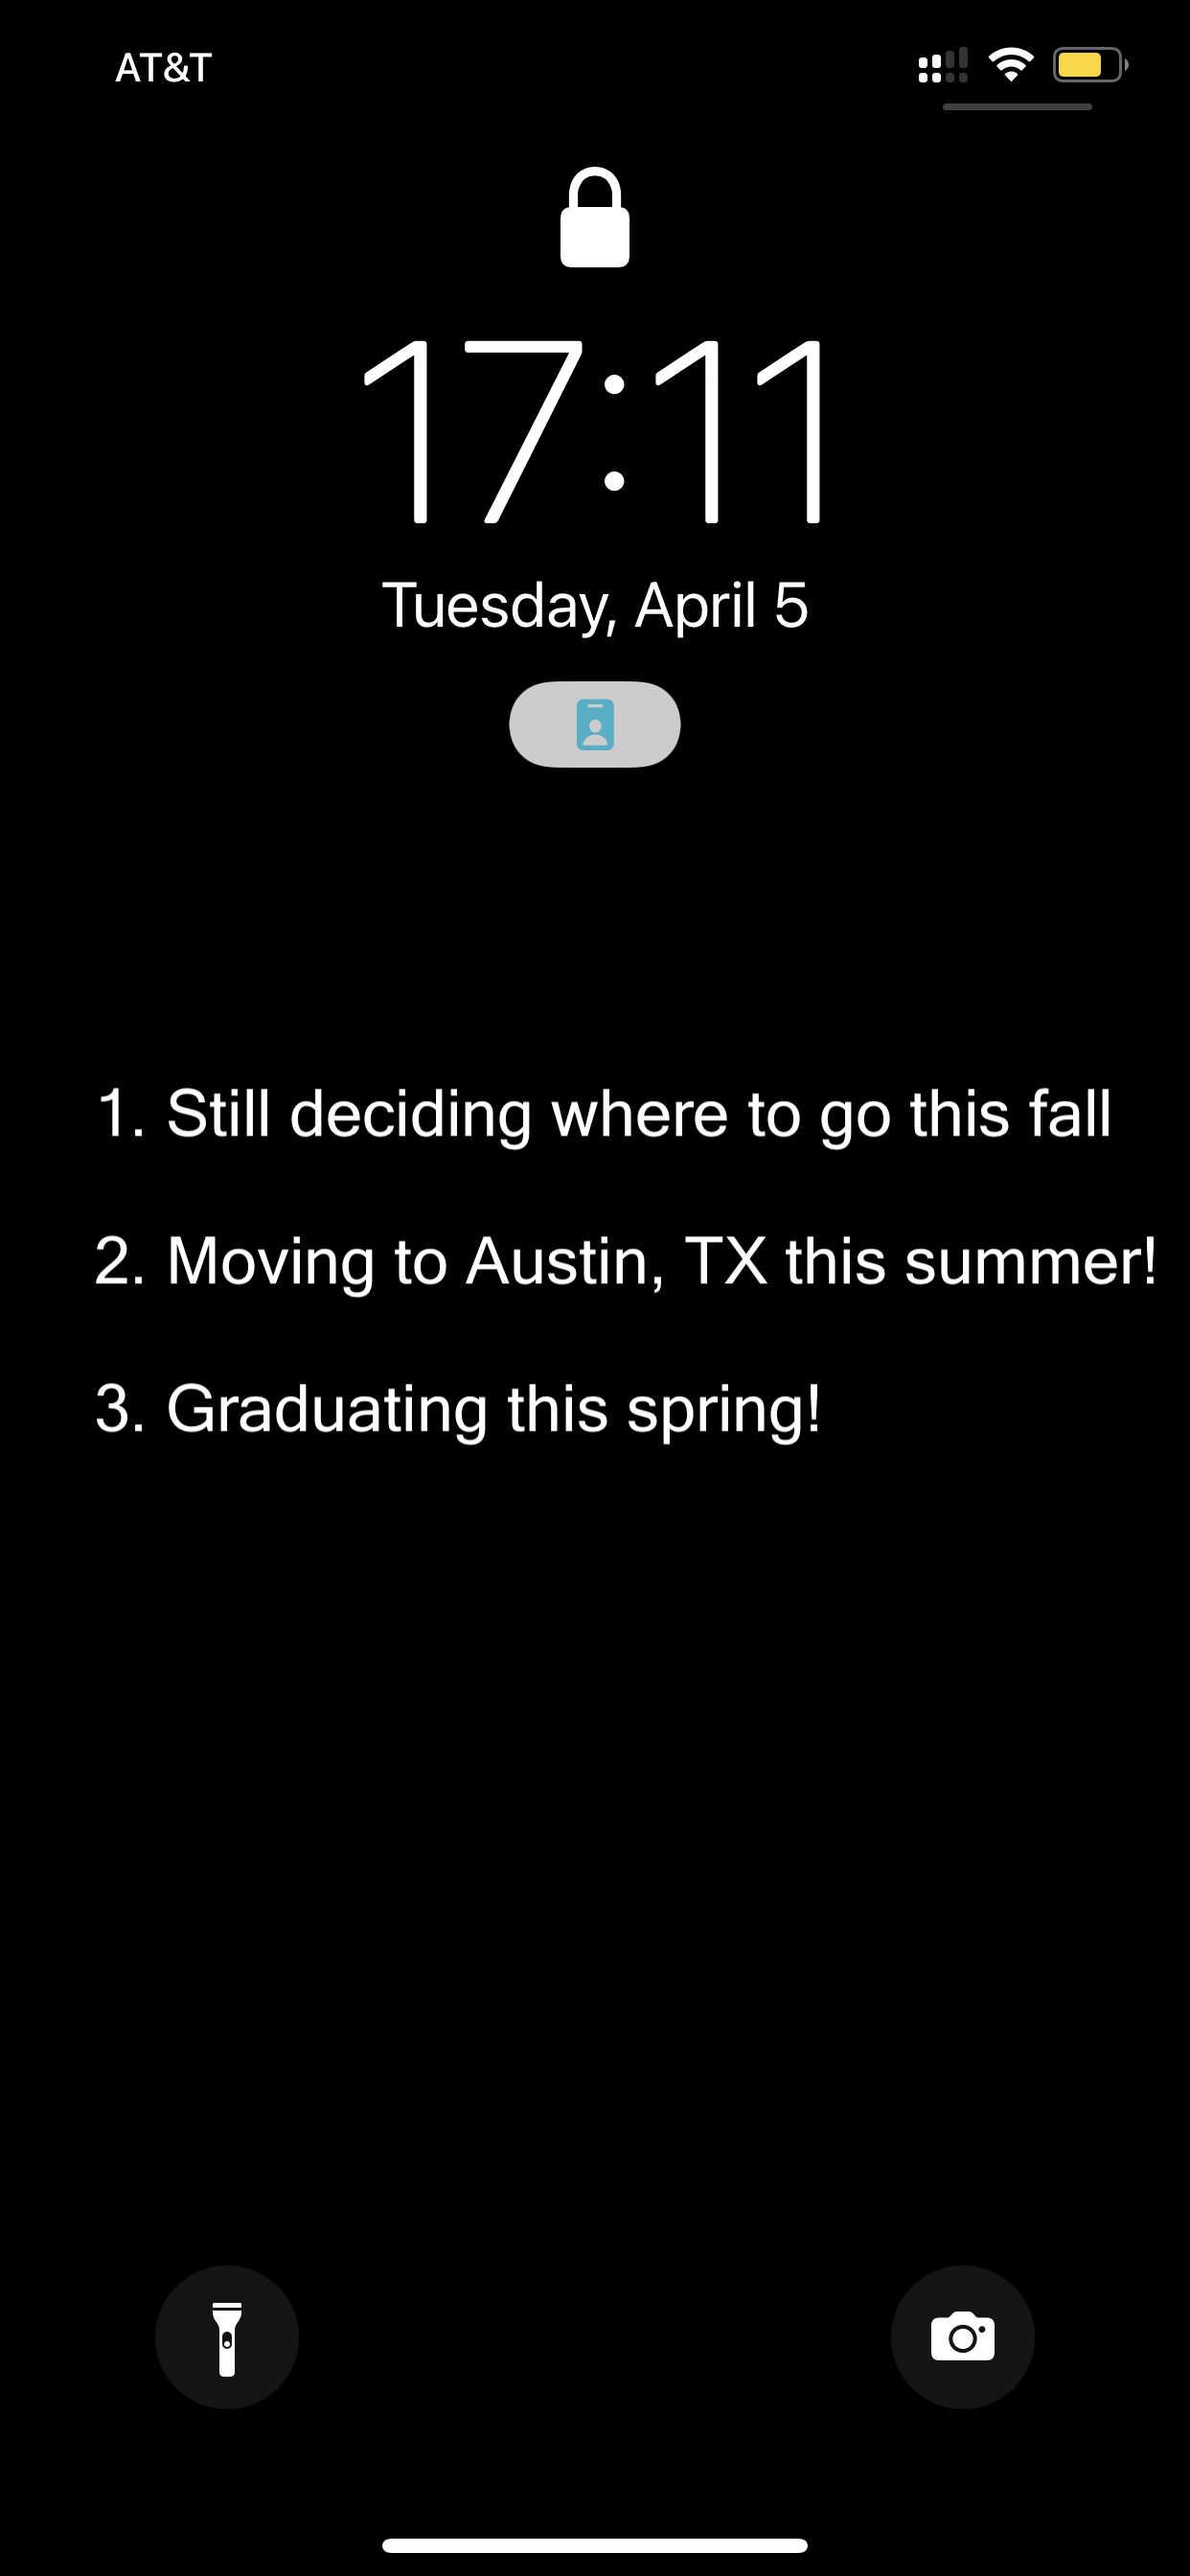 AT&T
17:11
Tuesday, April 5
1. Still deciding where to go this fall
2. Moving to Austin, TX this summer!
3. Graduating this spring!